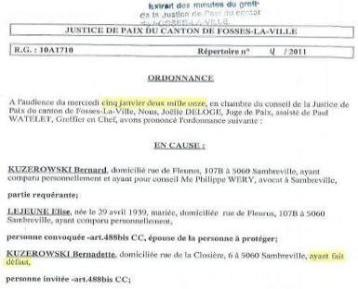 Extrait des minutes du greffe
de la Justice de Paix du canton
de FOSSES-LA-VILLE
JUSTICE DE PAIX DU CANTON DE FOSSES-LA-VILLE
R.G. : 10A1710 Répertoire n° / 2011
ORDONNANCE
A l'audience du mercredi cinq janvier deux mille onze, en chambre du conseil de la Justice de
Paix du canton de Fosses-La-Ville, Nous, Joëlle DELOGE, Juge de Paix, assisté de Paul
WATELET, Greffier en Chef, avons prononcé l'ordonnance suivante :
EN CAUSE :
KUZEROWSKI Bernard, domicilié rue de Fleurus, 107B à 5060 Sambreville, ayant
comparu personnellement et ayant pour conseil Me Philippe WERY, avocat à Sambreville,
partie requérante;
LEJEUNE Elise, née le 29 avril 1939, mariée, domiciliée rue de Fleurus, 107B à 5060
Sambreville, ayant comparu personnellement,
personne convoquée -art.488bis CC, épouse de la personne à protéger;
KUZEROWSKI Bernadette, domiciliée rue de la Closière, 6 à 5060 Sambreville, ayant fait
défaut,
personne invitée -art.488bis CC;